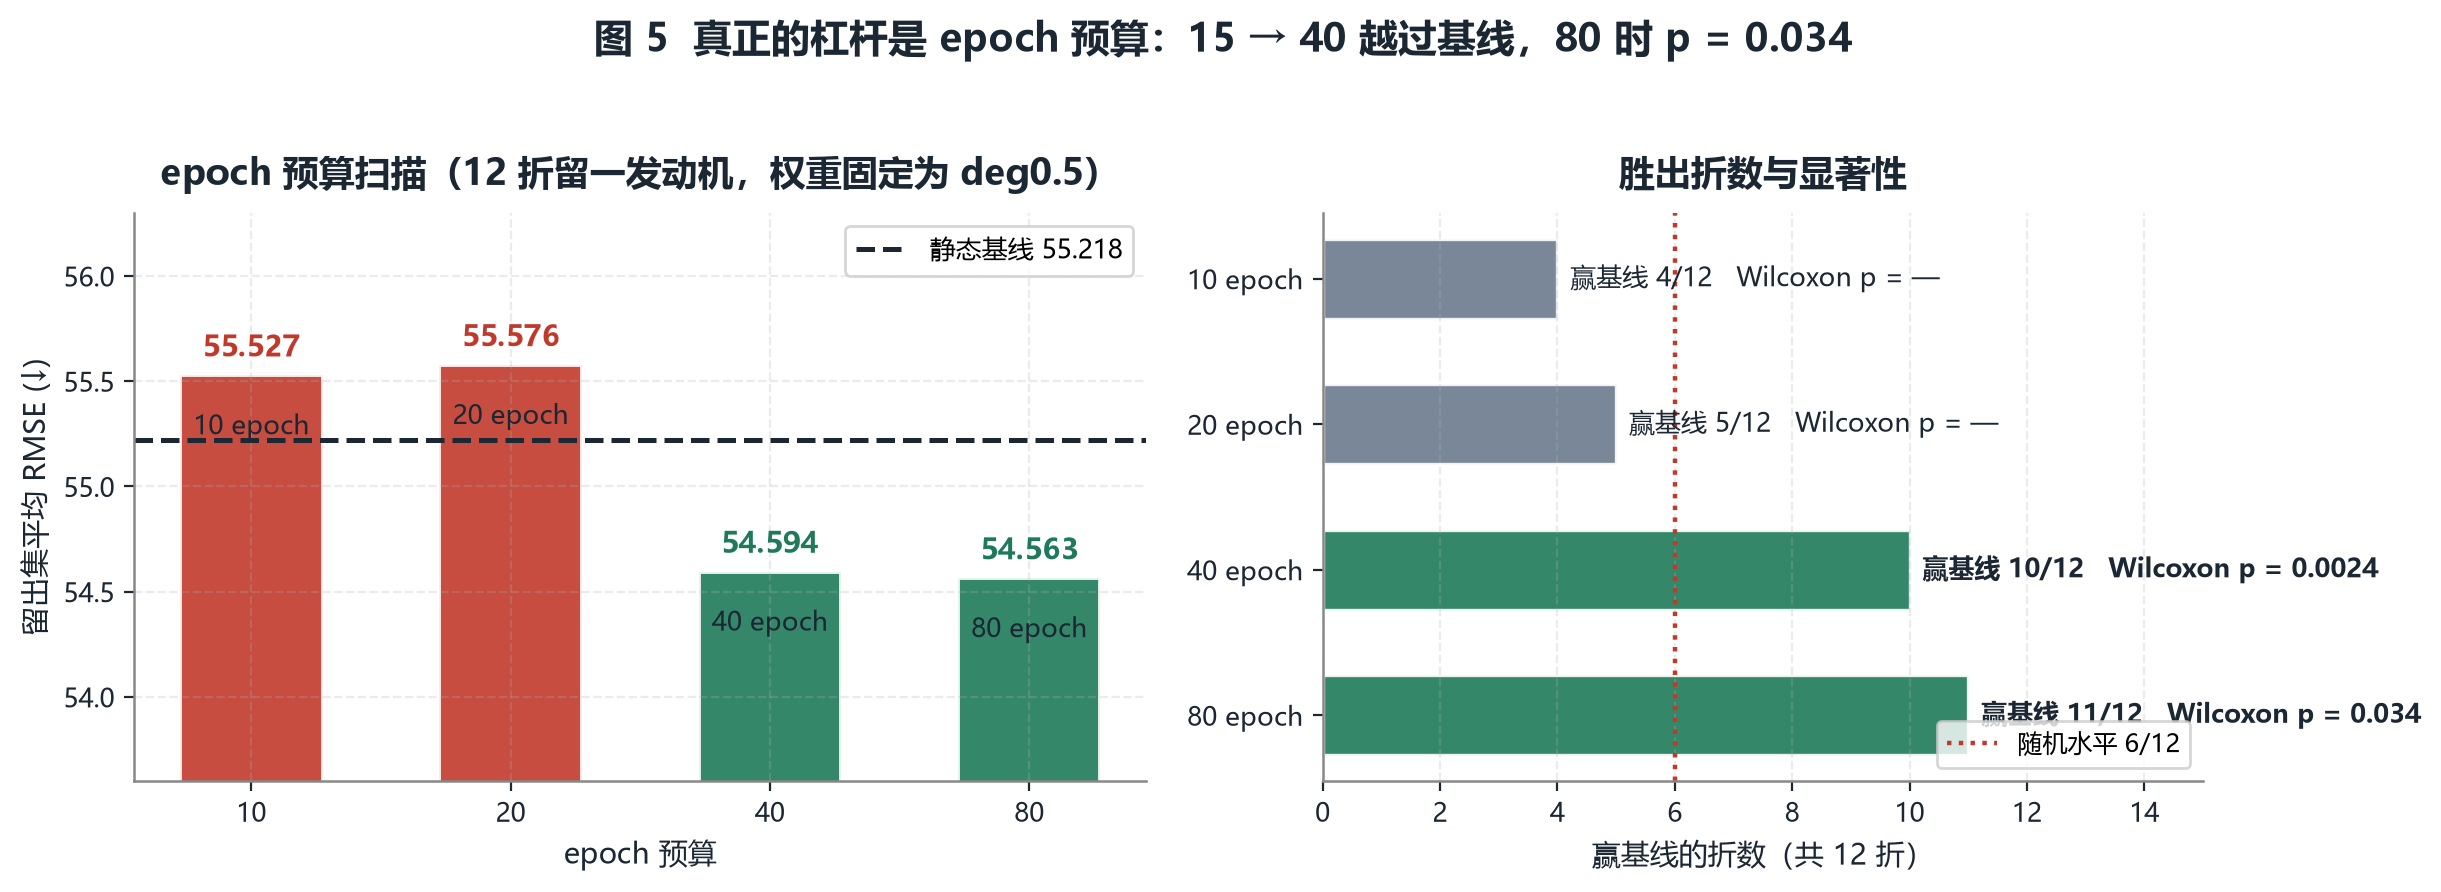 图 5 真正的杠杆是 epoch 预算：15 → 40 越过基线，80 时 p = 0.034
epoch 预算扫描（12 折留一发动机，权重固定为 deg0.5）
静态基线 55.218
留出集平均 RMSE (↓)
56.0
55.5
55.0
54.5
54.0
55.527
55.576
54.594
54.563
10 epoch
20 epoch
40 epoch
80 epoch
10
20
40
80
epoch 预算
胜出折数与显著性
10 epoch
赢基线 4/12 Wilcoxon p = —
20 epoch
赢基线 5/12 Wilcoxon p = —
40 epoch
赢基线 10/12 Wilcoxon p = 0.0024
80 epoch
赢基线 11/12 Wilcoxon p = 0.034
随机水平 6/12
0
2
4
6
8
10
12
14
赢基线的折数（共 12 折）